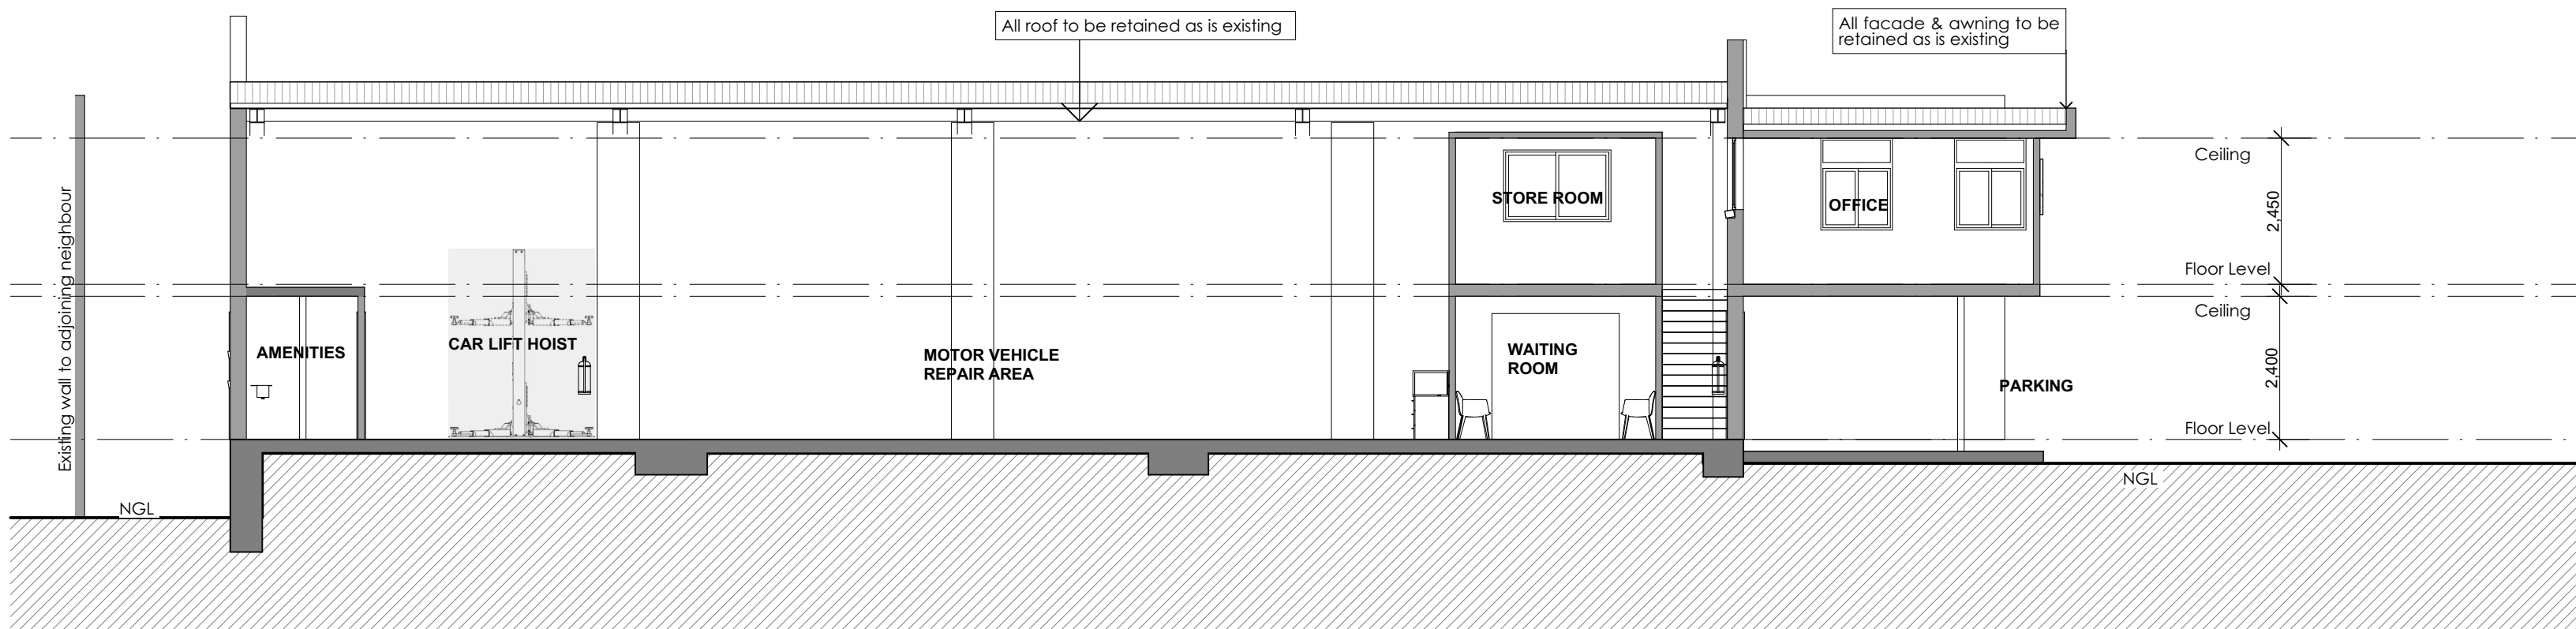 All roof to be retained as is existing
All facade & awning to be
retained as is existing
Existing wall to adjoining neighbour
Ceiling
STORE ROOM
OFFICE
2,450
Floor Level
Ceiling
AMENITIES
CAR LIFT HOIST
MOTOR VEHICLE
REPAIR AREA
WAITING
ROOM
PARKING
2,400
Floor Level
NGL
NGL